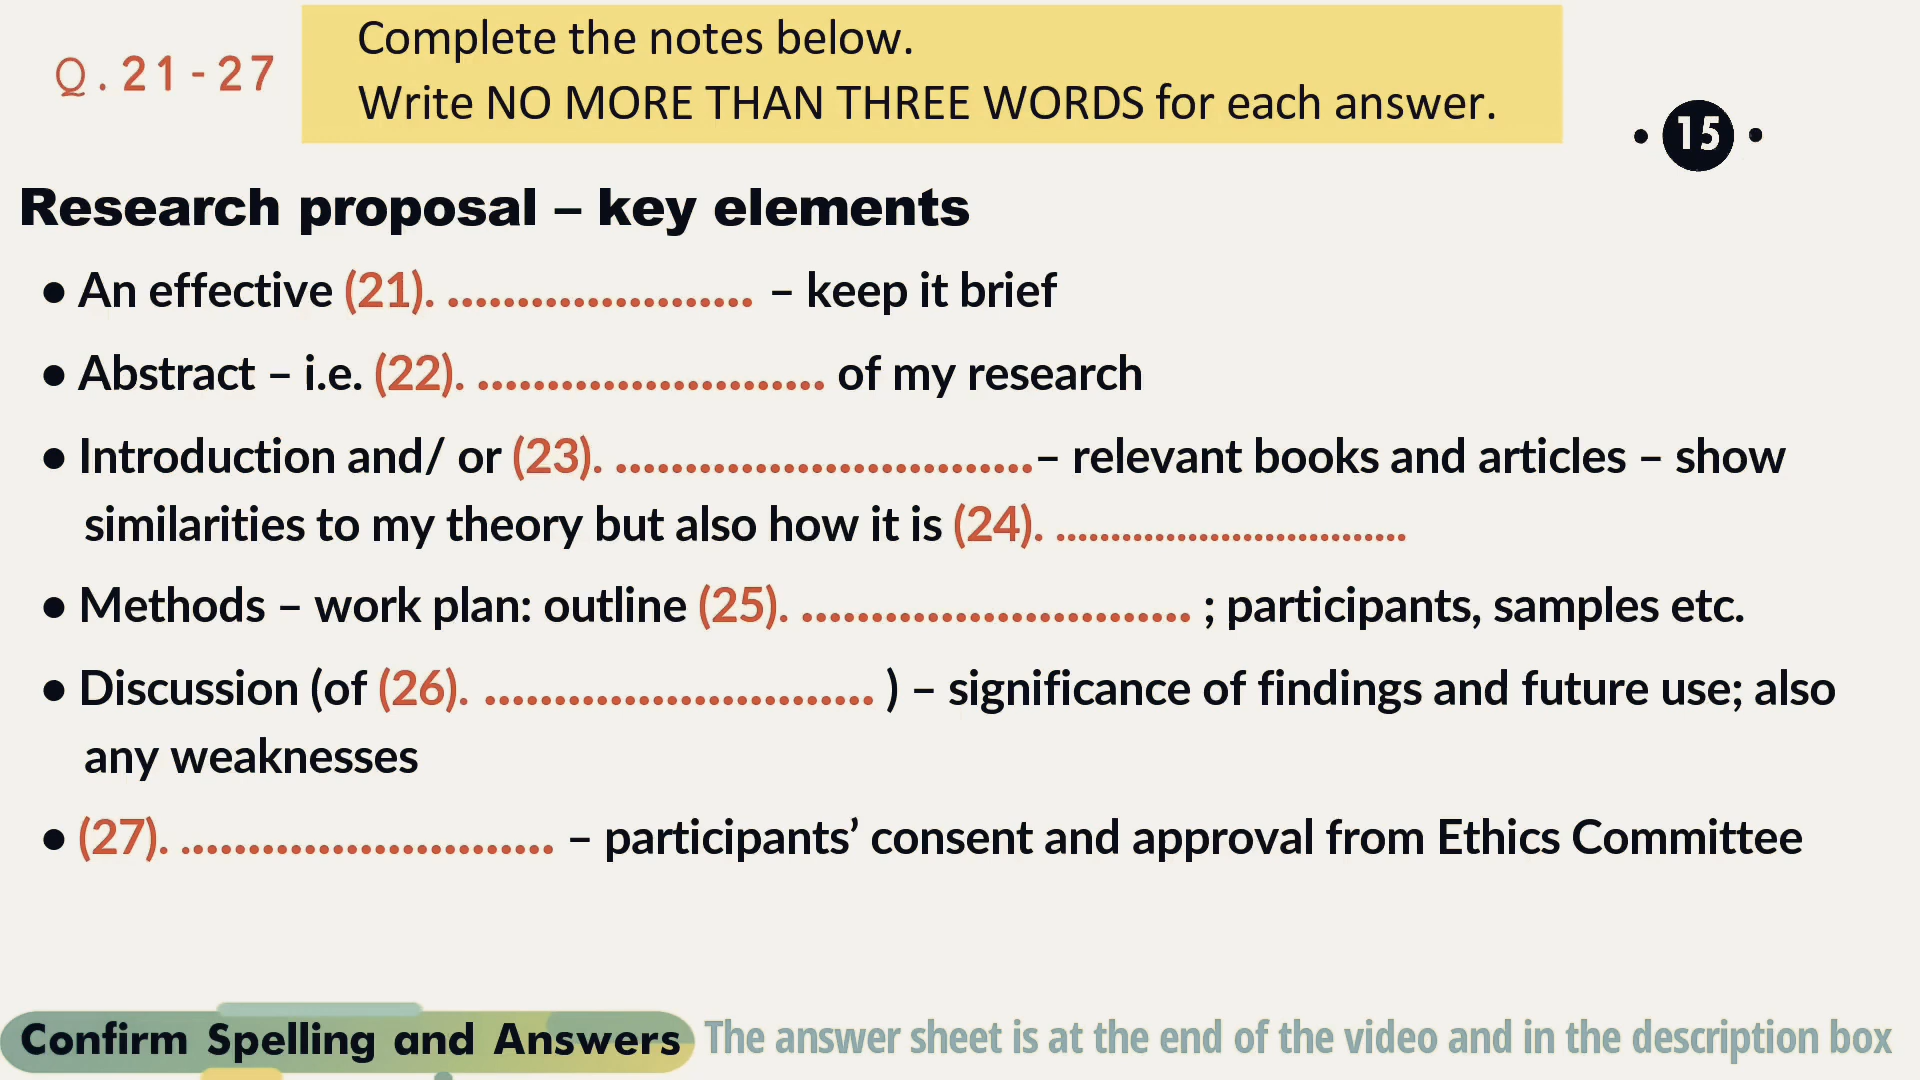 Q.21-27
Complete the notes below.
Write NO MORE THAN THREE WORDS for each answer.
15
Research proposal – key elements
• An effective (21). ...................... – keep it brief
• Abstract – i.e. (22). ......................... of my research
• Introduction and/ or (23). ..............................– relevant books and articles – show
similarities to my theory but also how it is (24). ................................
• Methods – work plan: outline (25). ............................ ; participants, samples etc.
• Discussion (of (26). ............................ ) – significance of findings and future use; also
any weaknesses
• (27). ........................... – participants’ consent and approval from Ethics Committee
Confirm Spelling and Answers The answer sheet is at the end of the video and in the description box